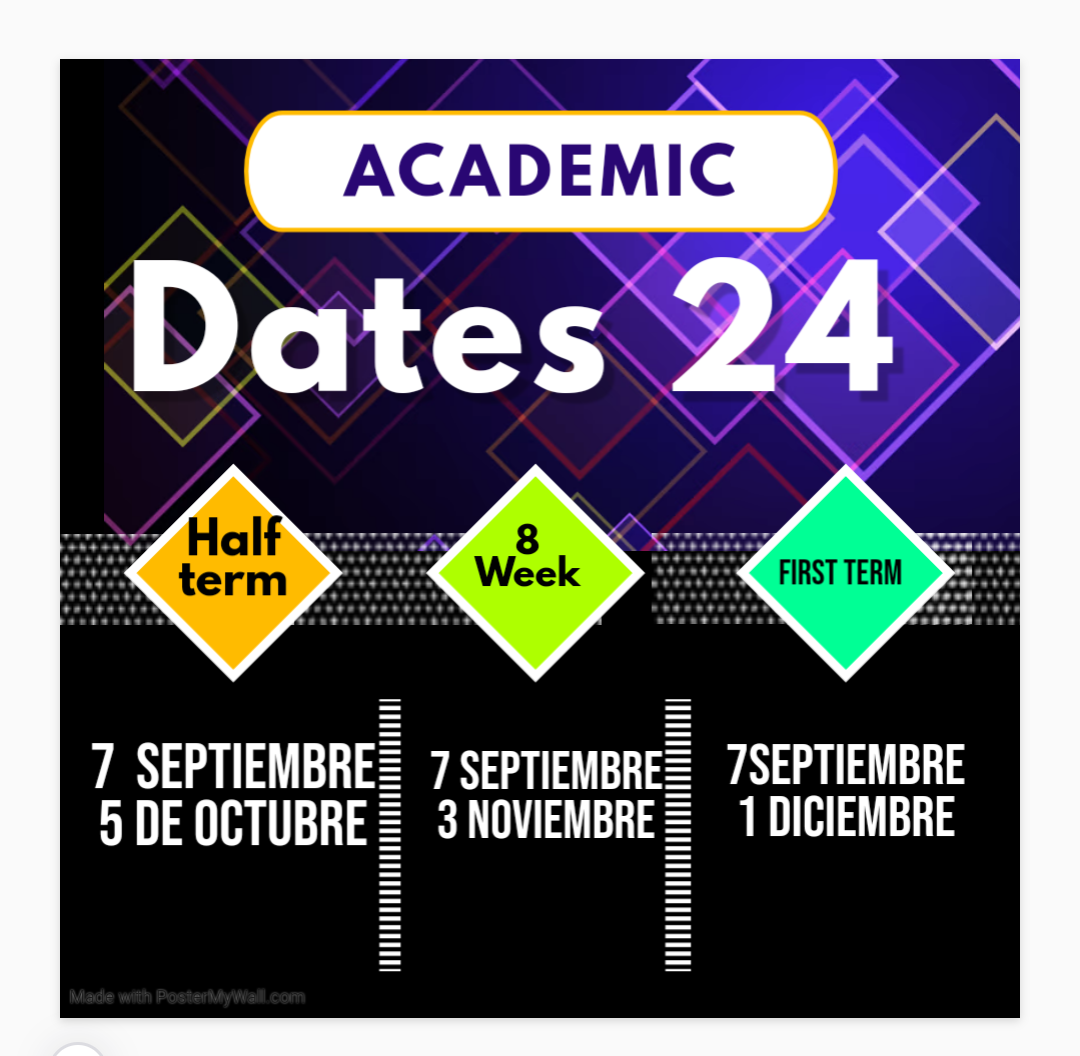 ACADEMIC
Dates 24
Half
term
8
Week
FIRST TERM
7 SEPTIEMBRE
5 DE OCTUBRE
7 SEPTIEMBRE
3 NOVIEMBRE
7SEPTIEMBRE
1 DICIEMBRE
Made with PosterMyWall.com